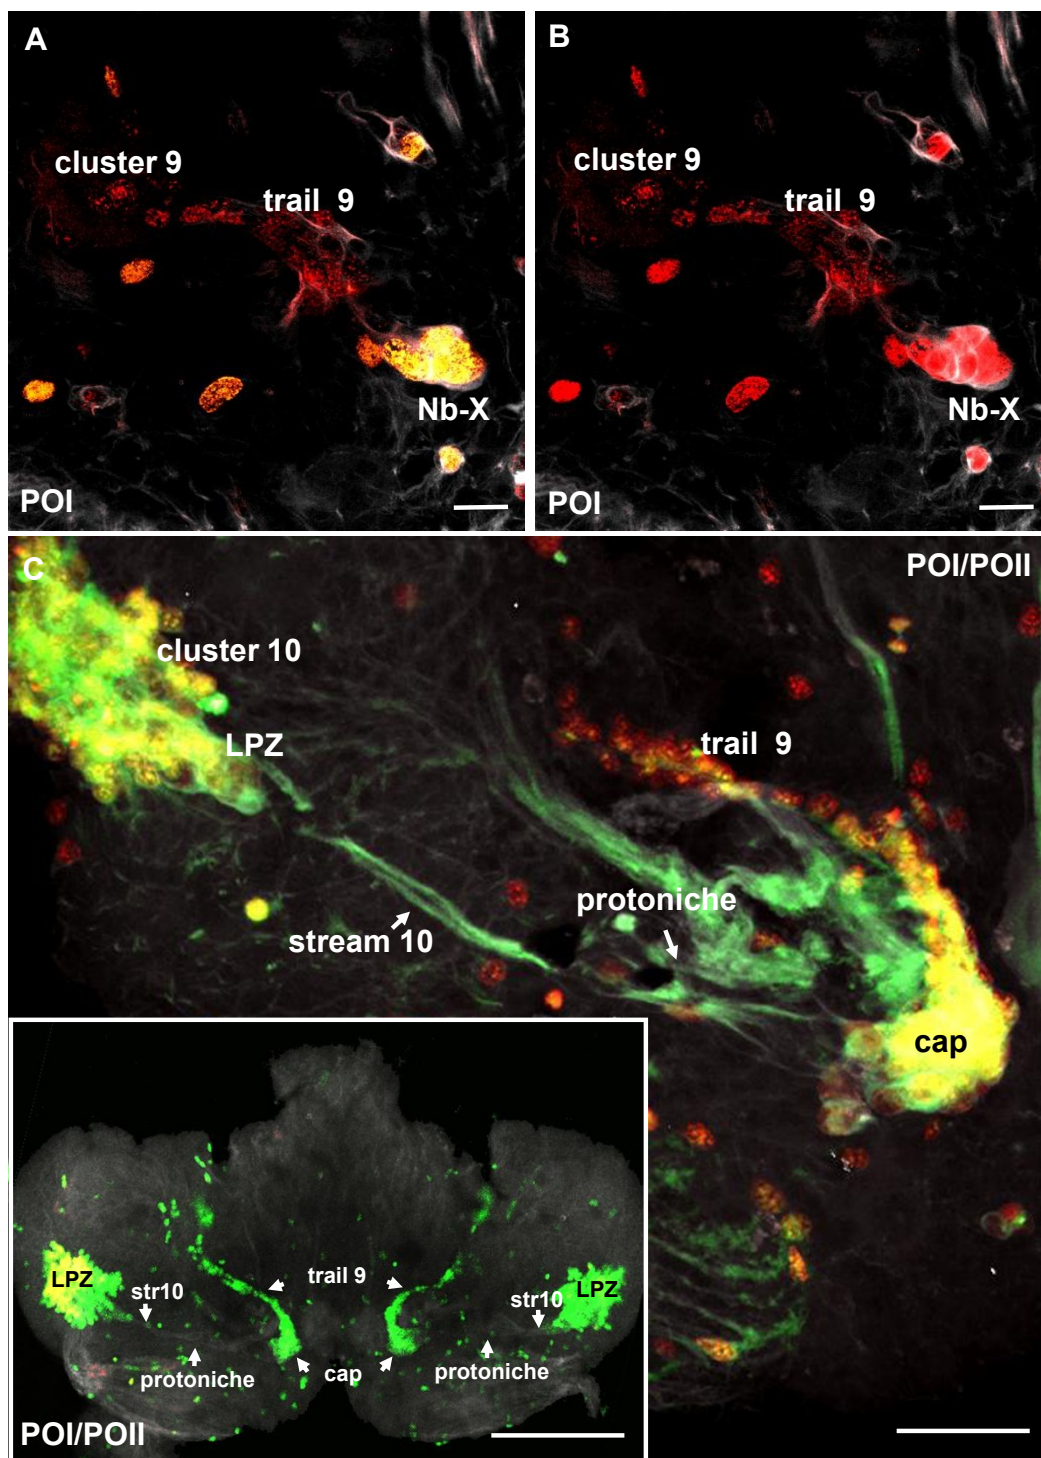 A
cluster 9
trail 9
Nb-X
POI
B
cluster 9
trail 9
Nb-X
POI
C
POI/POII
cluster 10
LPZ
trail 9
protoniche
stream 10
cap
LPZ
str10
trail 9
str10
LPZ
protoniche
cap
protoniche
POI/POII